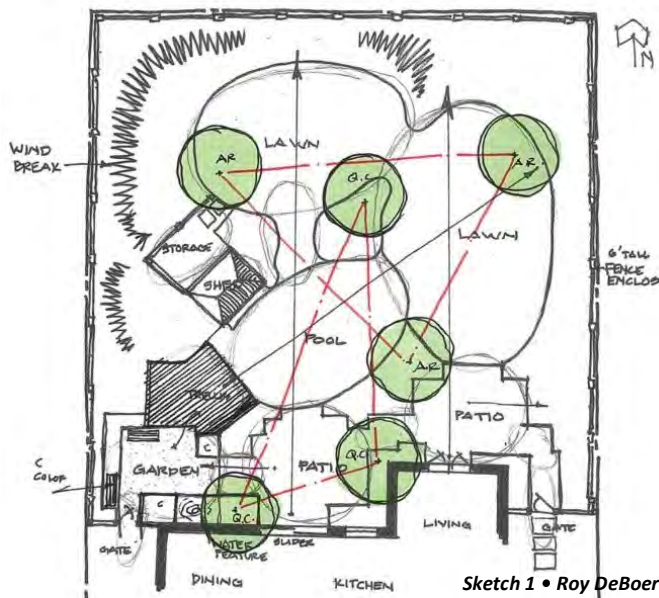 N
LAWN
WIND
BREAK
A.R
Q.C.
A.R.
LAWN
STORAGE
SHED
6' TALL
FENCE
ENCLOS
POOL
A.R.
TRELLIS
PATIO
C
GARDEN
PATIO
Q.C.
C
COLOR
C
Q.C.
LIVING
GATE
WATER
FEATURE
SLIDER
GATE
DINING
KITCHEN
Sketch 1 • Roy DeBoer